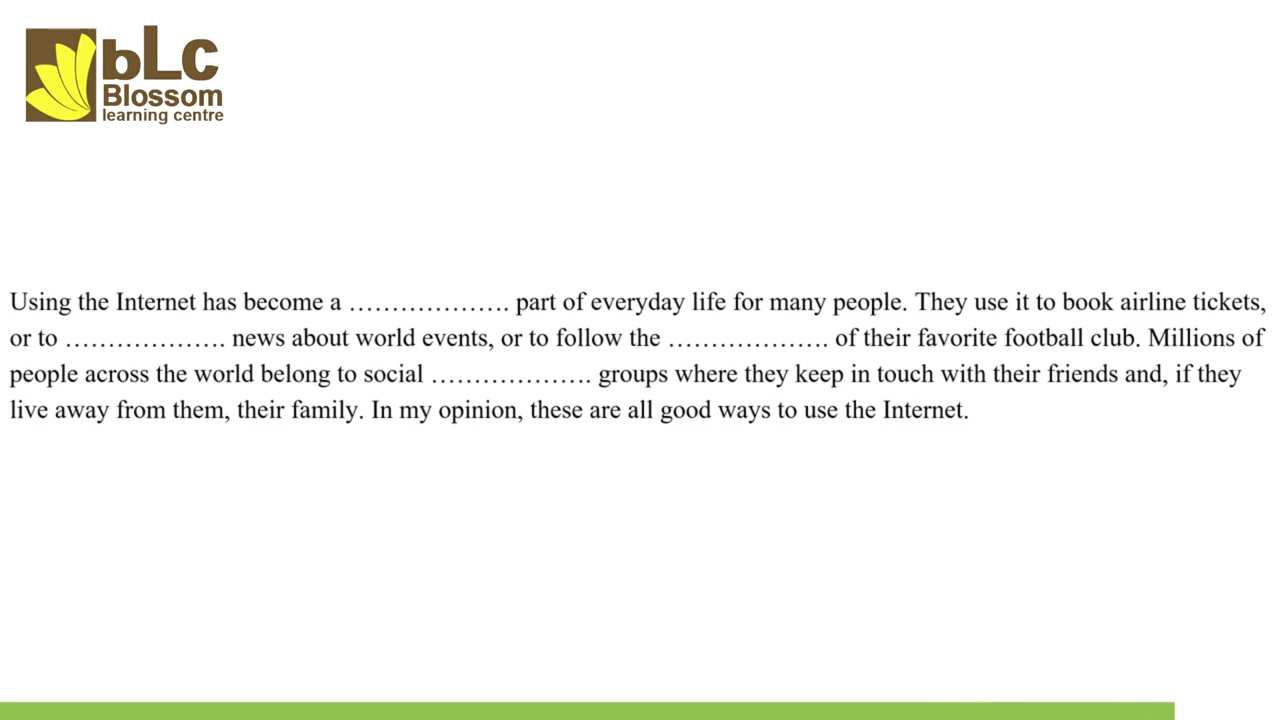 bLc
Blossom
learning centre
Using the Internet has become a ………………. part of everyday life for many people. They use it to book airline tickets,
or to ………………. news about world events, or to follow the ………………. of their favorite football club. Millions of
people across the world belong to social ………………. groups where they keep in touch with their friends and, if they
live away from them, their family. In my opinion, these are all good ways to use the Internet.